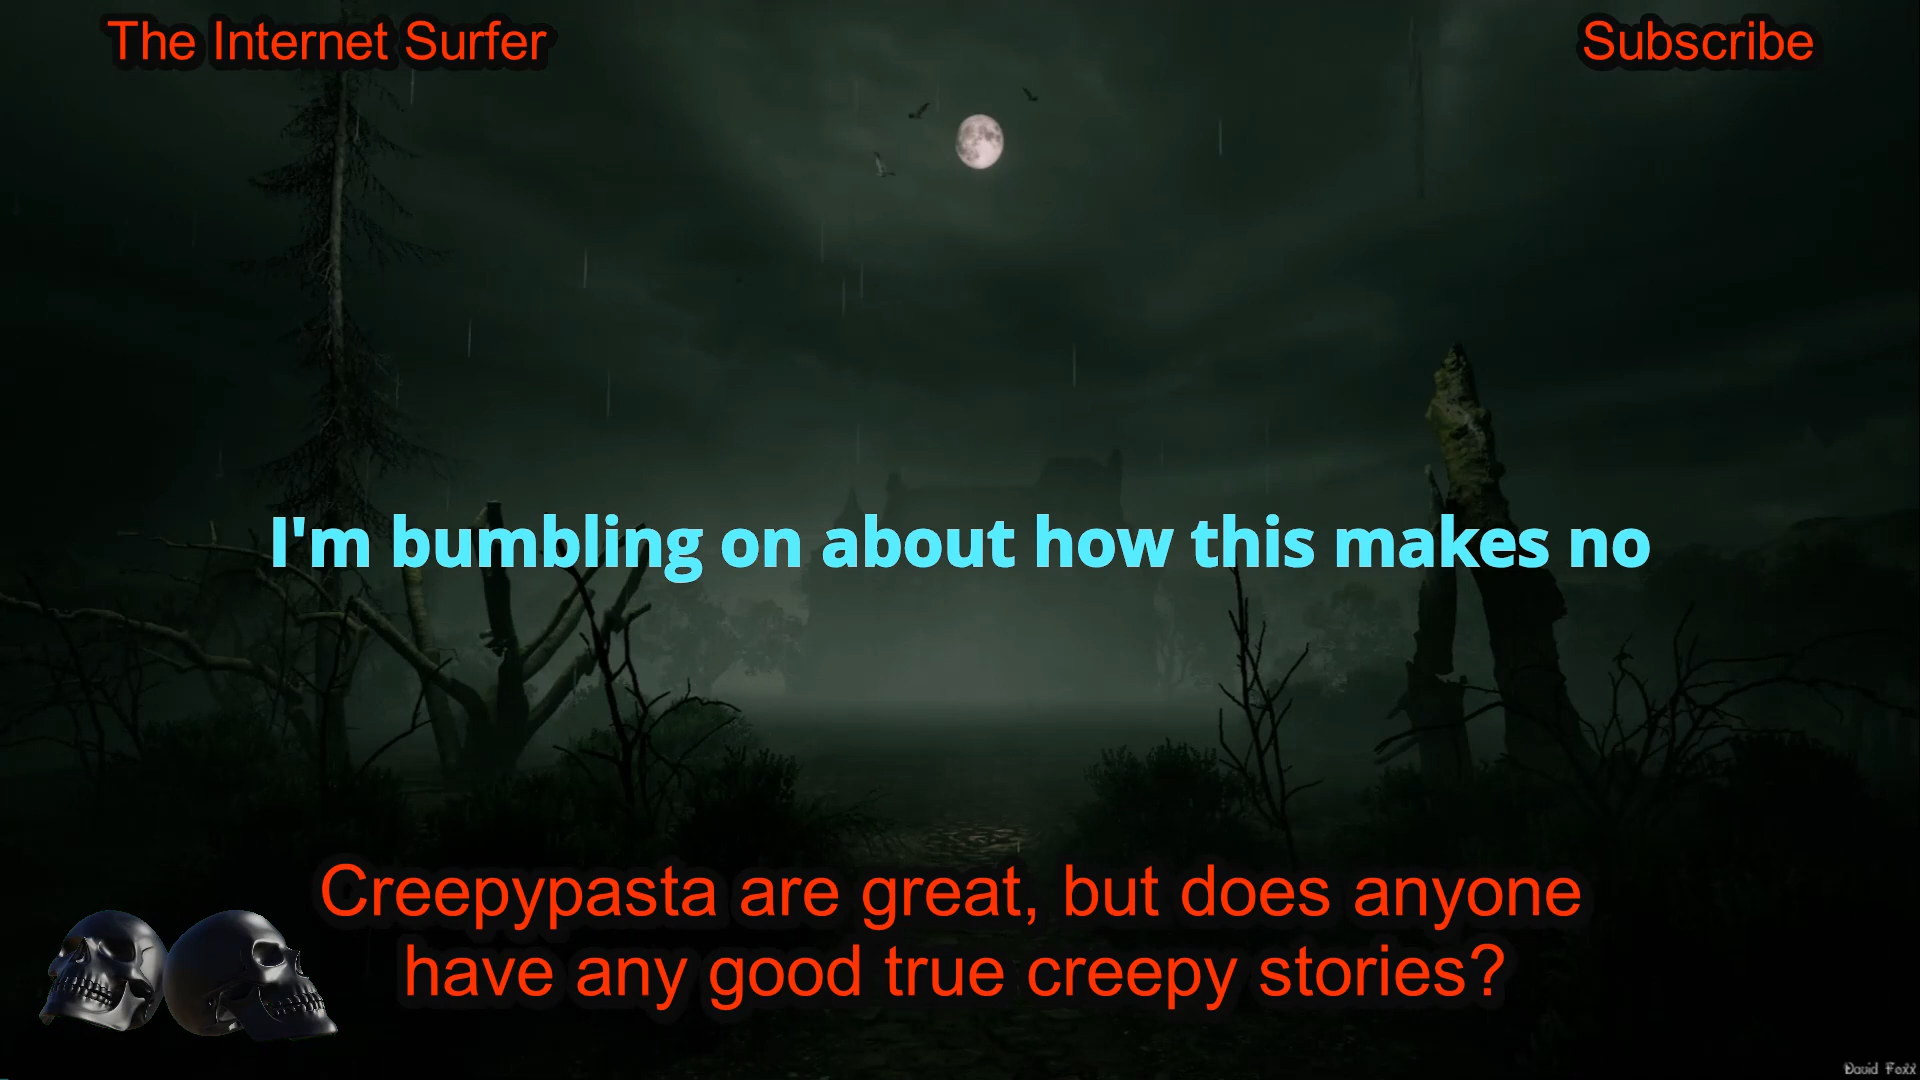 The Internet Surfer
Subscribe
I'm bumbling on about how this makes no
Creepypasta are great, but does anyone
have any good true creepy stories?
David Foxx